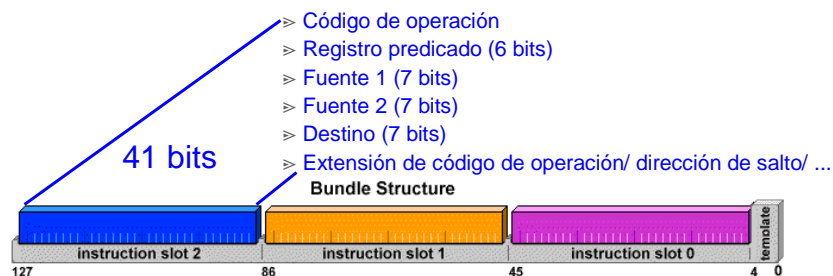 ➢ Código de operación
➢ Registro predicado (6 bits)
➢ Fuente 1 (7 bits)
➢ Fuente 2 (7 bits)
➢ Destino (7 bits)
41 bits
➢ Extensión de código de operación/ dirección de salto/ ...
Bundle Structure
instruction slot 2 instruction slot 1 instruction slot 0 template
127 86 45 4 0